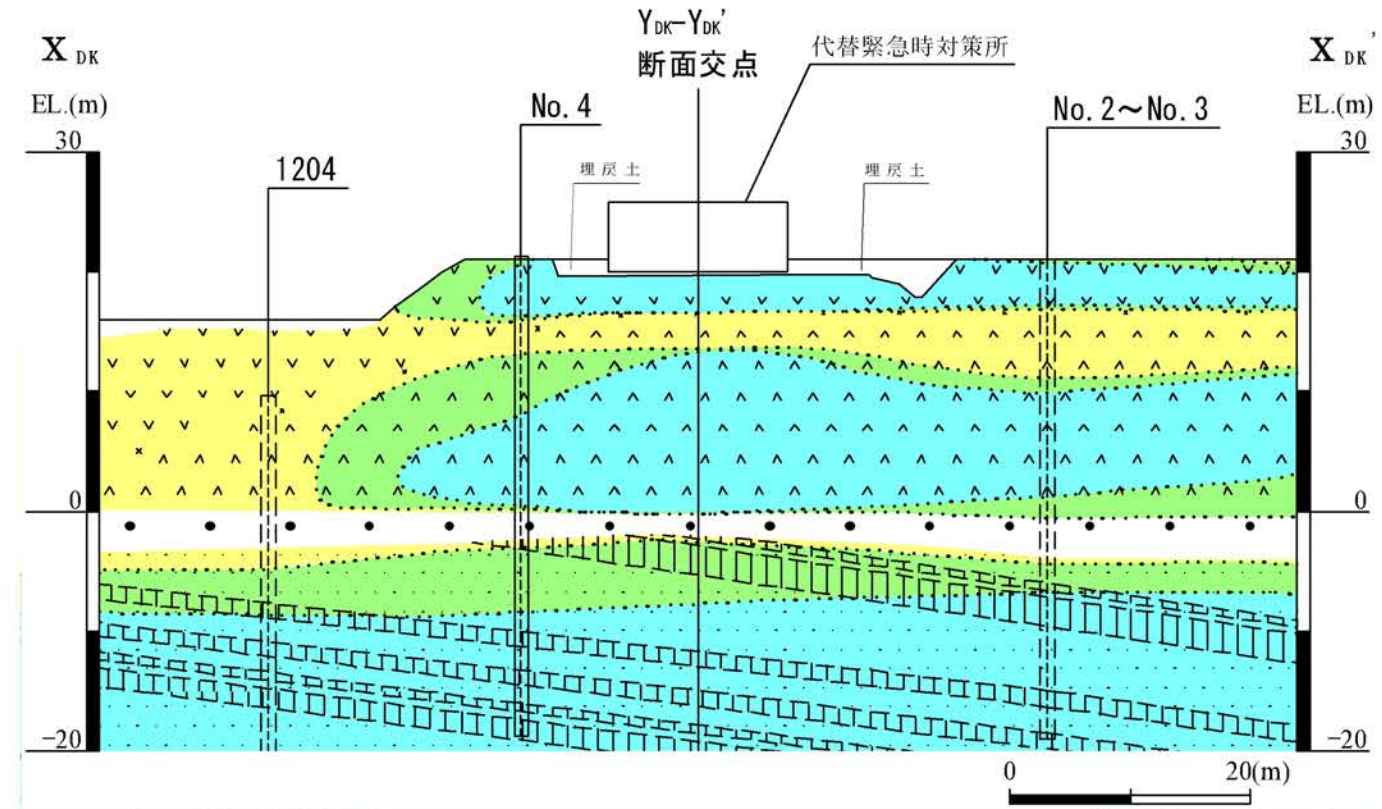 X DK
Y DK-Y DK'
断面交点
代替緊急時対策所
X DK'
EL.(m)
EL.(m)
30
30
1204
No.4
No.2～No.3
埋戻土
埋戻土
0
0
-20
-20
0
20(m)